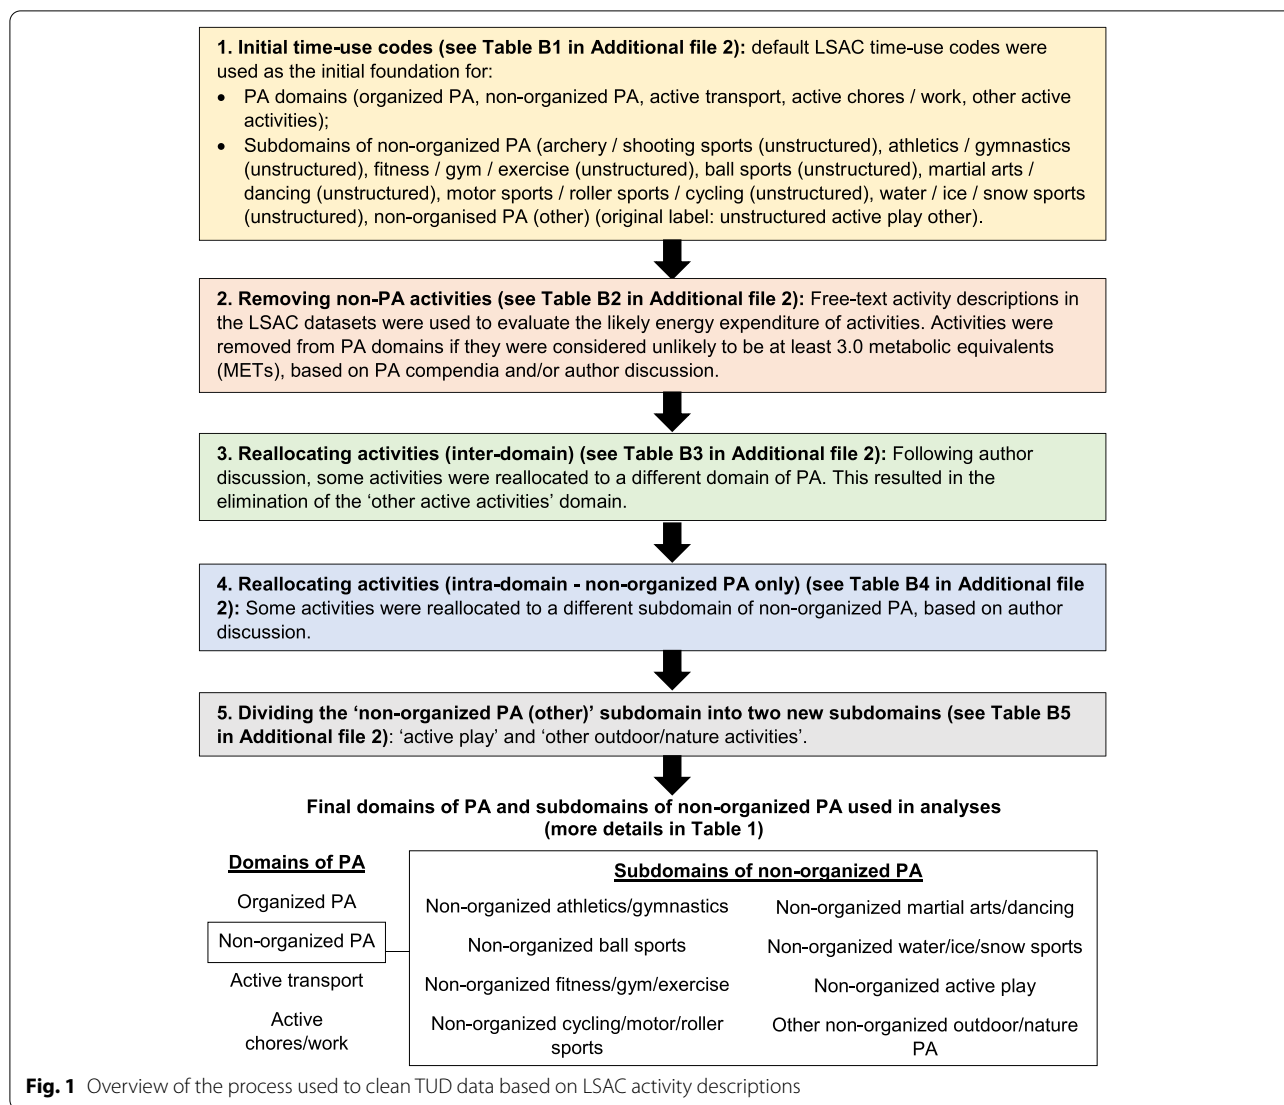 1. Initial time-use codes (see Table B1 in Additional file 2): default LSAC time-use codes were
used as the initial foundation for:
• PA domains (organized PA, non-organized PA, active transport, active chores / work, other active
activities);
• Subdomains of non-organized PA (archery / shooting sports (unstructured), athletics / gymnastics
(unstructured), fitness / gym / exercise (unstructured), ball sports (unstructured), martial arts /
dancing (unstructured), motor sports / roller sports / cycling (unstructured), water / ice / snow sports
(unstructured), non-organised PA (other) (original label: unstructured active play other).
2. Removing non-PA activities (see Table B2 in Additional file 2): Free-text activity descriptions in
the LSAC datasets were used to evaluate the likely energy expenditure of activities. Activities were
removed from PA domains if they were considered unlikely to be at least 3.0 metabolic equivalents
(METs), based on PA compendia and/or author discussion.
3. Reallocating activities (inter-domain) (see Table B3 in Additional file 2): Following author
discussion, some activities were reallocated to a different domain of PA. This resulted in the
elimination of the ‘other active activities’ domain.
4. Reallocating activities (intra-domain - non-organized PA only) (see Table B4 in Additional file
2): Some activities were reallocated to a different subdomain of non-organized PA, based on author
discussion.
5. Dividing the ‘non-organized PA (other)’ subdomain into two new subdomains (see Table B5
in Additional file 2): ‘active play’ and ‘other outdoor/nature activities’.
Final domains of PA and subdomains of non-organized PA used in analyses
(more details in Table 1)
Domains of PA
Organized PA
Non-organized PA
Active transport
Active
chores/work
Subdomains of non-organized PA
Non-organized athletics/gymnastics
Non-organized ball sports
Non-organized fitness/gym/exercise
Non-organized cycling/motor/roller
sports
Non-organized martial arts/dancing
Non-organized water/ice/snow sports
Non-organized active play
Other non-organized outdoor/nature
PA
Fig. 1 Overview of the process used to clean TUD data based on LSAC activity descriptions